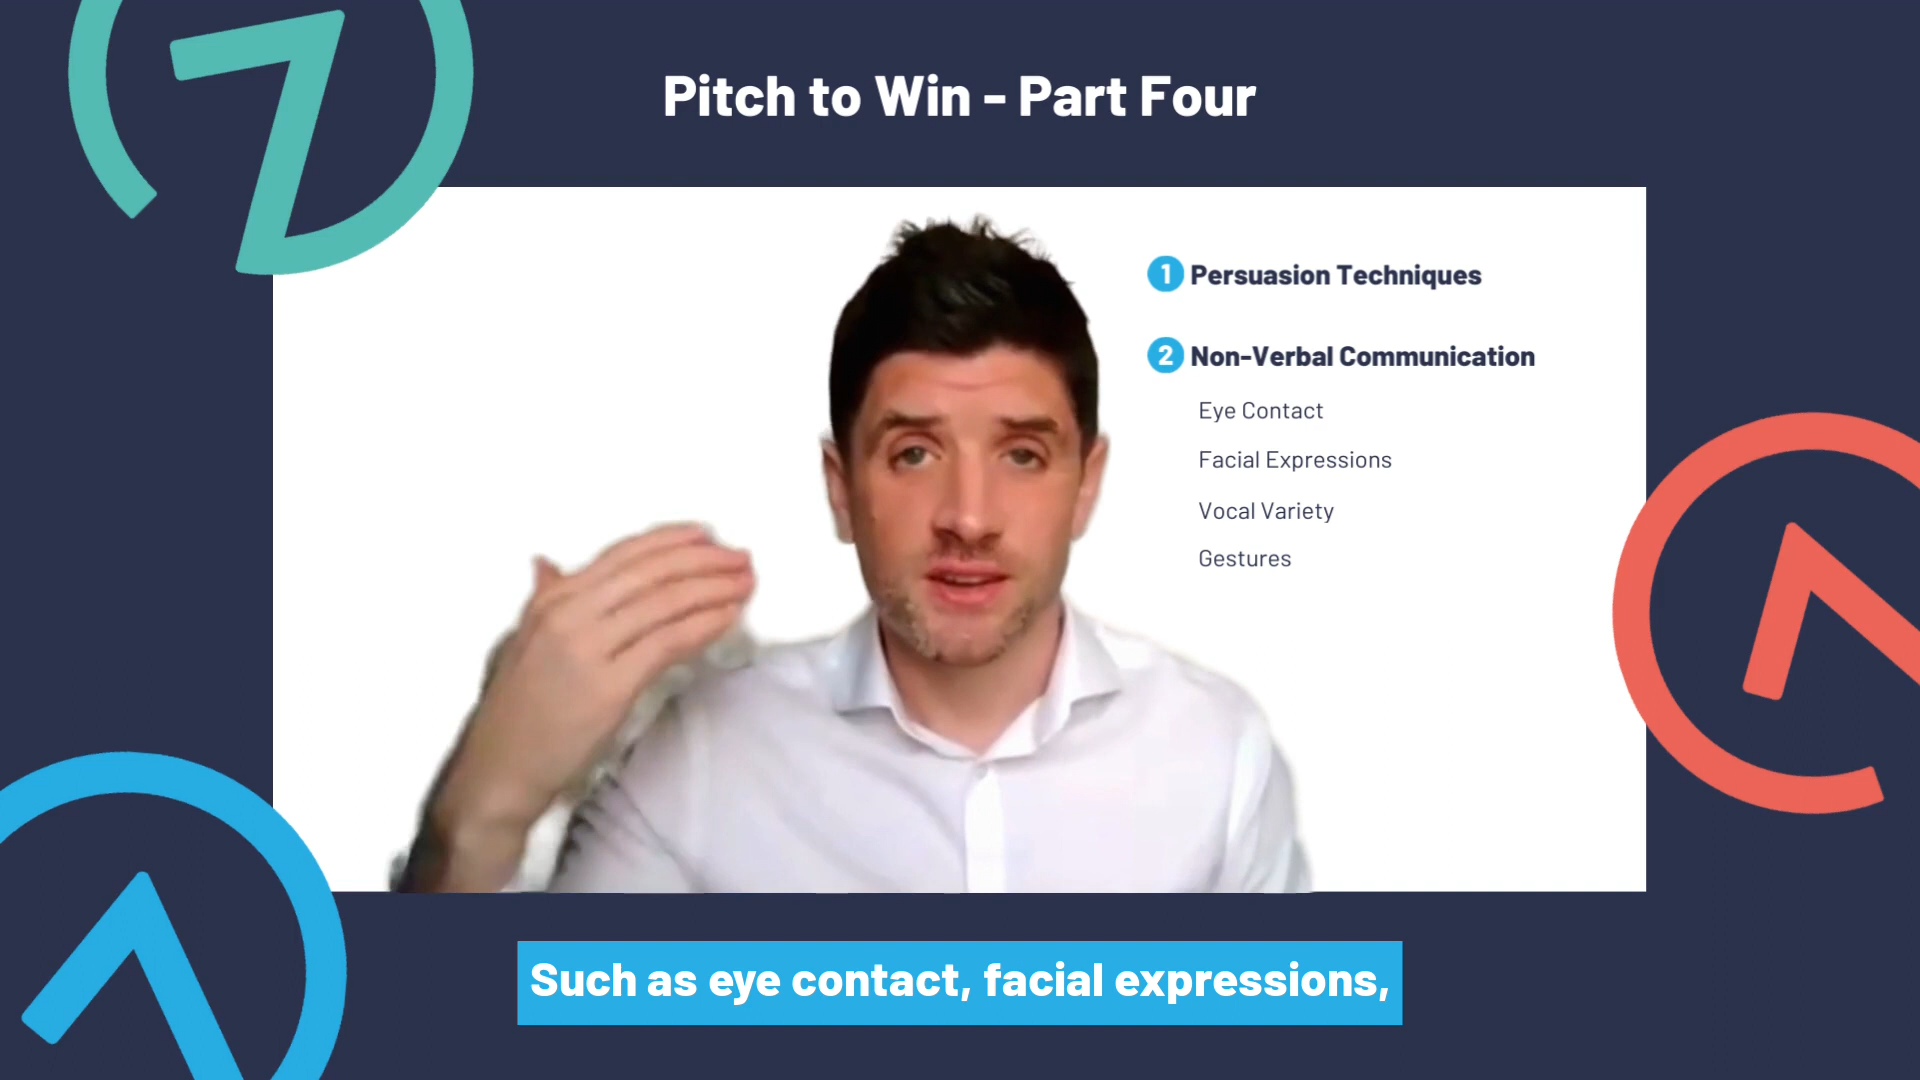 Pitch to Win - Part Four
1 Persuasion Techniques
2 Non-Verbal Communication
Eye Contact
Facial Expressions
Vocal Variety
Gestures
Such as eye contact, facial expressions,